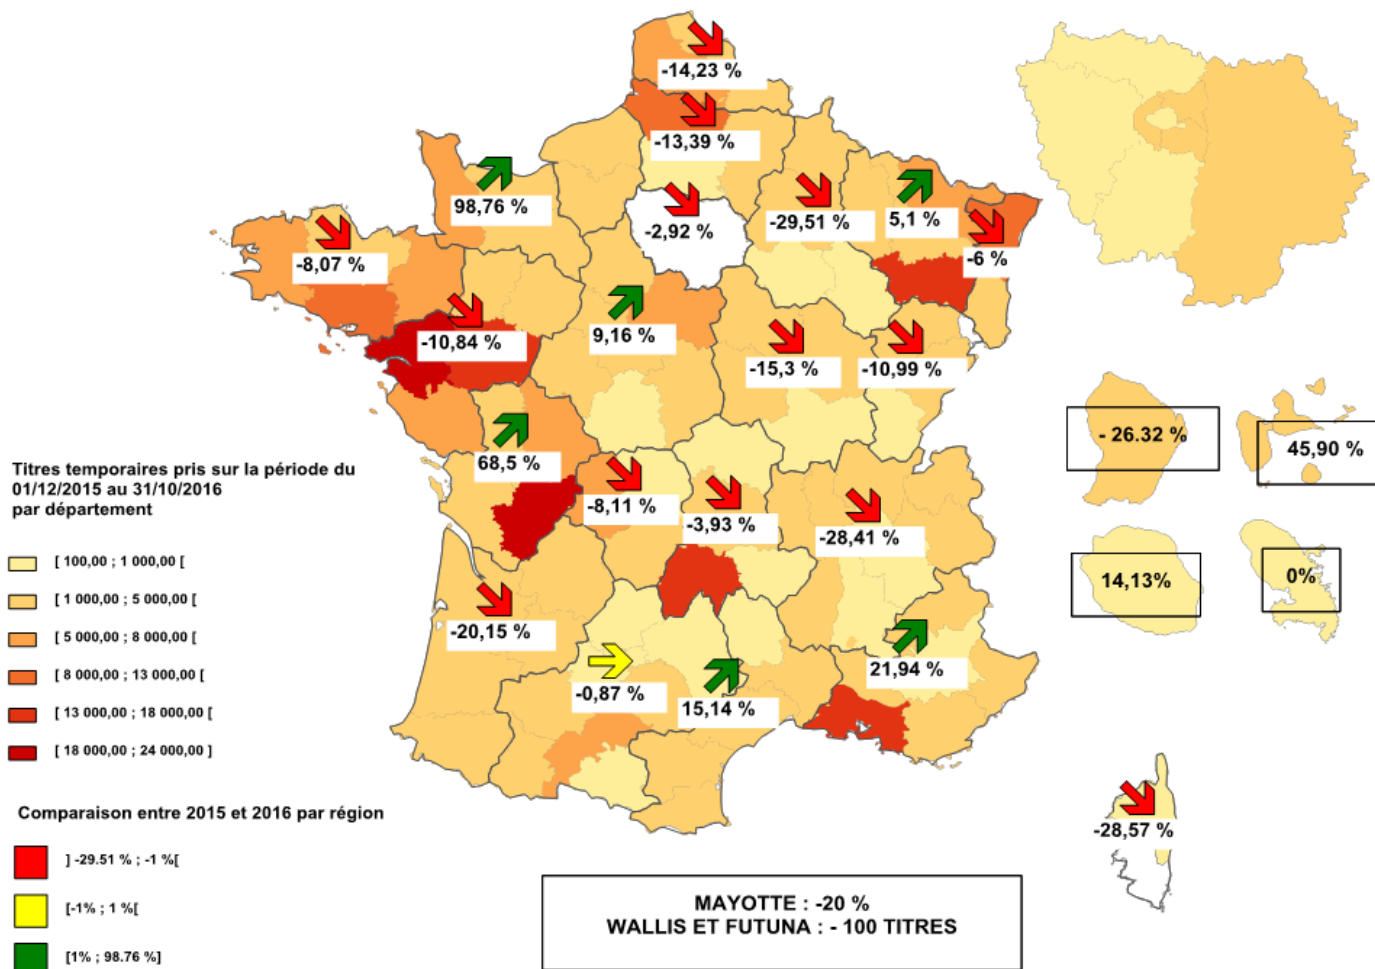 -14,23 %
-13,39 %
98,76 %
-2,92 %
-29,51 %
5,1 %
-6 %
-8,07 %
-10,84 %
9,16 %
-15,3 %
-10,99 %
68,5 %
-8,11 %
-3,93 %
-28,41 %
-20,15 %
-0,87 %
15,14 %
21,94 %
- 26.32 %
45,90 %
14,13%
0%
-28,57 %
Titres temporaires pris sur la période du
01/12/2015 au 31/10/2016
par département
[ 100,00 ; 1 000,00 [
[ 1 000,00 ; 5 000,00 [
[ 5 000,00 ; 8 000,00 [
[ 8 000,00 ; 13 000,00 [
[ 13 000,00 ; 18 000,00 [
[ 18 000,00 ; 24 000,00 ]
Comparaison entre 2015 et 2016 par région
] -29.51 % ; -1 %[
[-1% ; 1 %[
[1% ; 98.76 %]
MAYOTTE : -20 %
WALLIS ET FUTUNA : - 100 TITRES